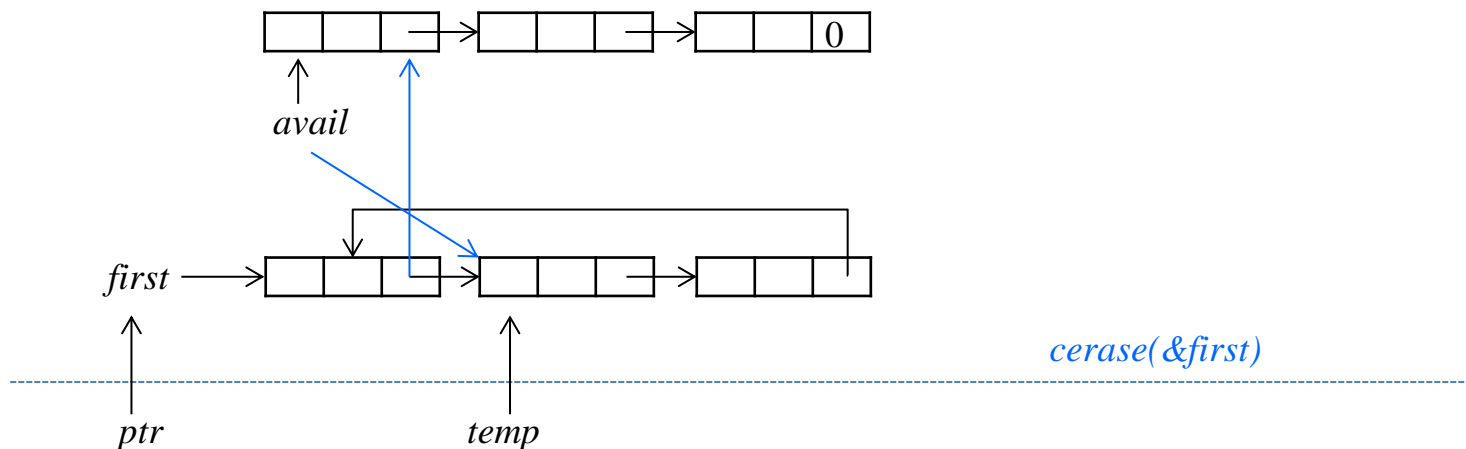 0
avail
first
cerase(&first)
ptr
temp